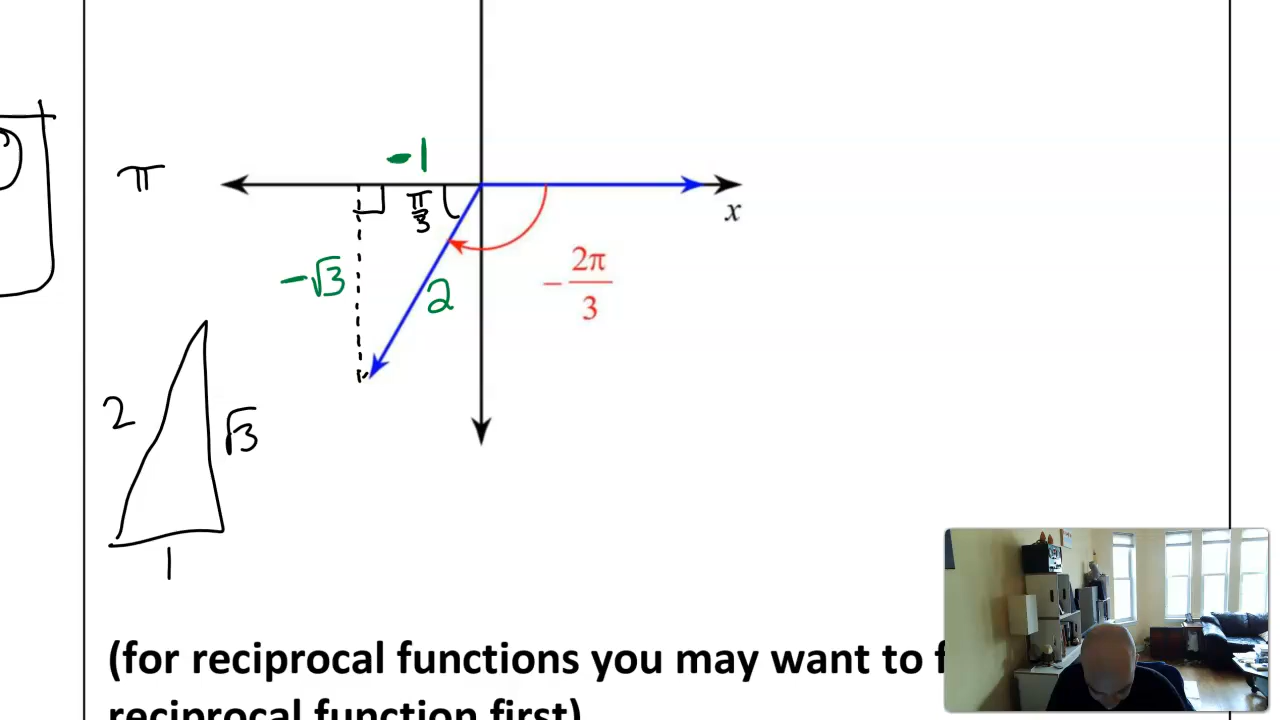 -1
π
π/3
x
-√3
2
-2π/3
2
√3
1
(for reciprocal functions you may want to f
reciprocal function first)